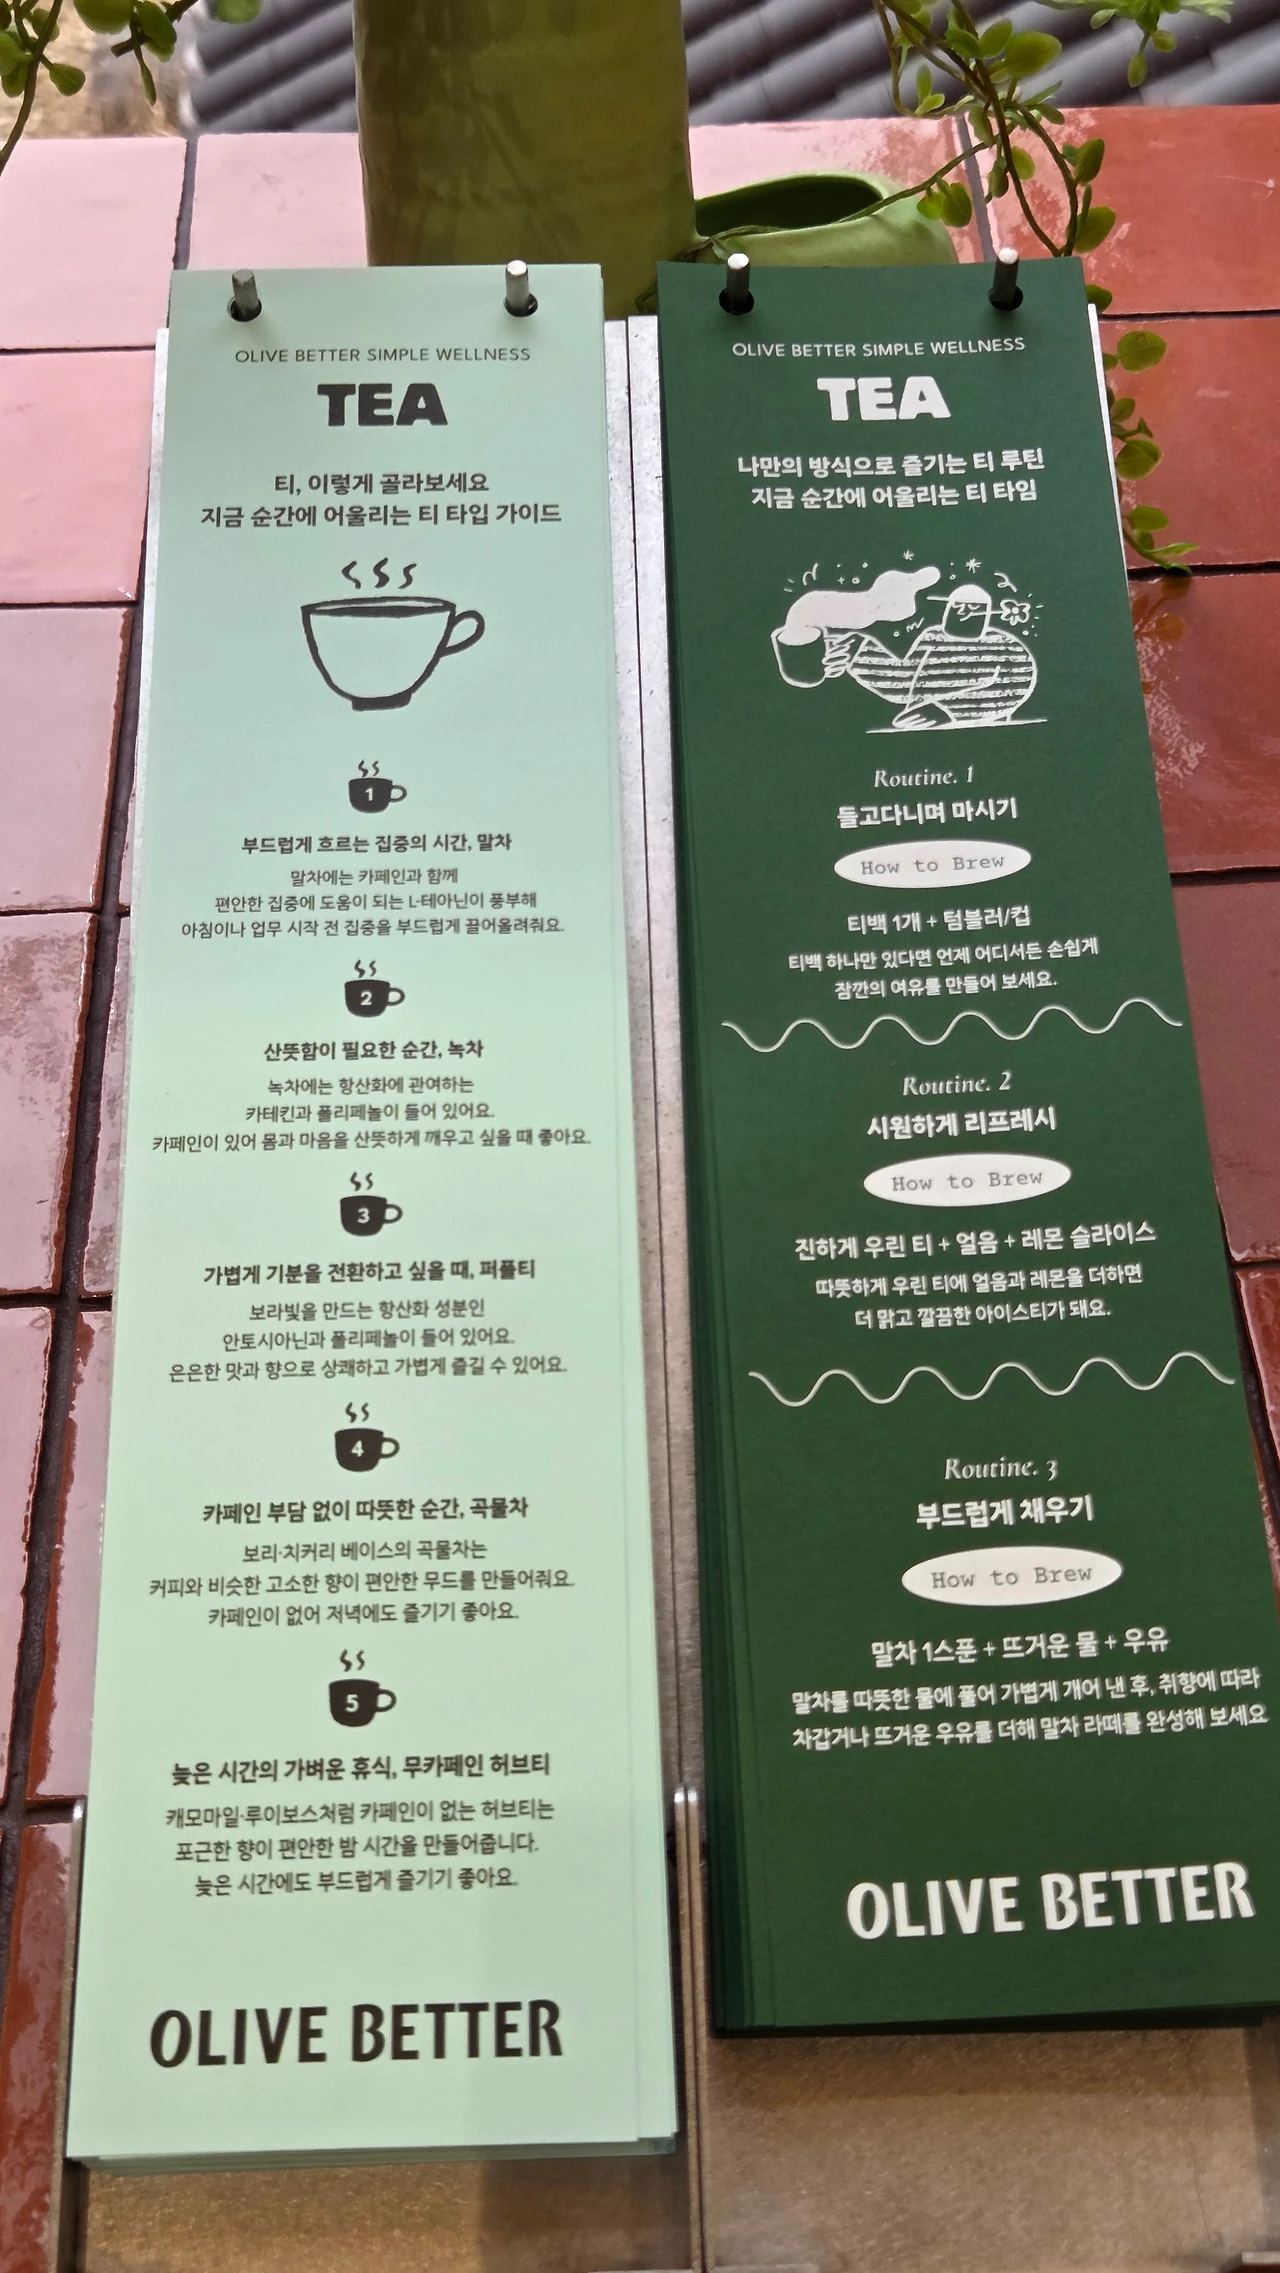 OLIVE BETTER SIMPLE WELLNESS
TEA
티, 이렇게 골라보세요
지금 순간에 어울리는 티 타입 가이드
1
부드럽게 흐르는 집중의 시간, 말차
말차에는 카페인과 함께
편안한 집중에 도움이 되는 L-테아닌이 풍부해
아침이나 업무 시작 전 집중을 부드럽게 끌어올려줘요.
2
산뜻함이 필요한 순간, 녹차
녹차에는 항산화에 관여하는
카테킨과 폴리페놀이 들어 있어요.
카페인이 있어 몸과 마음을 산뜻하게 깨우고 싶을 때 좋아요.
3
가볍게 기분을 전환하고 싶을 때, 퍼플티
보라빛을 만드는 항산화 성분인
안토시아닌과 폴리페놀이 들어 있어요.
은은한 맛과 향으로 상쾌하고 가볍게 즐길 수 있어요.
4
카페인 부담 없이 따뜻한 순간, 곡물차
보리·치커리 베이스의 곡물차는
커피와 비슷한 고소한 향이 편안한 무드를 만들어줘요.
카페인이 없어 저녁에도 즐기기 좋아요.
5
늦은 시간의 가벼운 휴식, 무카페인 허브티
캐모마일·루이보스처럼 카페인이 없는 허브티는
포근한 향이 편안한 밤 시간을 만들어줍니다.
늦은 시간에도 부드럽게 즐기기 좋아요.
OLIVE BETTER
OLIVE BETTER SIMPLE WELLNESS
TEA
나만의 방식으로 즐기는 티 루틴
지금 순간에 어울리는 티 타임
Routine. 1
들고다니며 마시기
How to Brew
티백 1개 + 텀블러/컵
티백 하나만 있다면 언제 어디서든 손쉽게
잠깐의 여유를 만들어 보세요.
Routine. 2
시원하게 리프레시
How to Brew
진하게 우린 티 + 얼음 + 레몬 슬라이스
따뜻하게 우린 티에 얼음과 레몬을 더하면
더 맑고 깔끔한 아이스티가 돼요.
Routine. 3
부드럽게 채우기
How to Brew
말차 1스푼 + 뜨거운 물 + 우유
말차를 따뜻한 물에 풀어 가볍게 개어 낸 후, 취향에 따라
차갑거나 뜨거운 우유를 더해 말차 라떼를 완성해 보세요
OLIVE BETTER